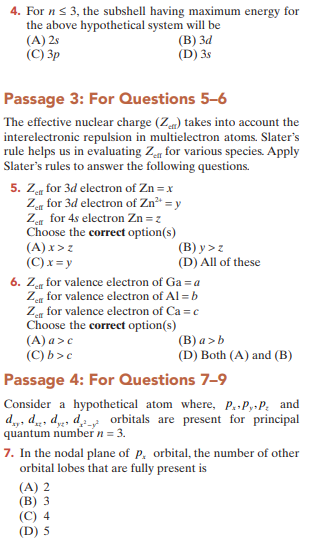 4. For n ≤ 3, the subshell having maximum energy for
the above hypothetical system will be
(A) 2s (B) 3d
(C) 3p (D) 3s
Passage 3: For Questions 5–6
The effective nuclear charge (Zeff) takes into account the
interelectronic repulsion in multielectron atoms. Slater's
rule helps us in evaluating Zeff for various species. Apply
Slater's rules to answer the following questions.
5. Zeff for 3d electron of Zn = x
Zeff for 3d electron of Zn²⁺ = y
Zeff for 4s electron Zn = z
Choose the correct option(s)
(A) x > z (B) y > z
(C) x = y (D) All of these
6. Zeff for valence electron of Ga = a
Zeff for valence electron of Al = b
Zeff for valence electron of Ca = c
Choose the correct option(s)
(A) a > c (B) a > b
(C) b > c (D) Both (A) and (B)
Passage 4: For Questions 7–9
Consider a hypothetical atom where, Px, Py, Pz and
dxy, dxz, dyz, dx²−y² orbitals are present for principal
quantum number n = 3.
7. In the nodal plane of Px orbital, the number of other
orbital lobes that are fully present is
(A) 2
(B) 3
(C) 4
(D) 5